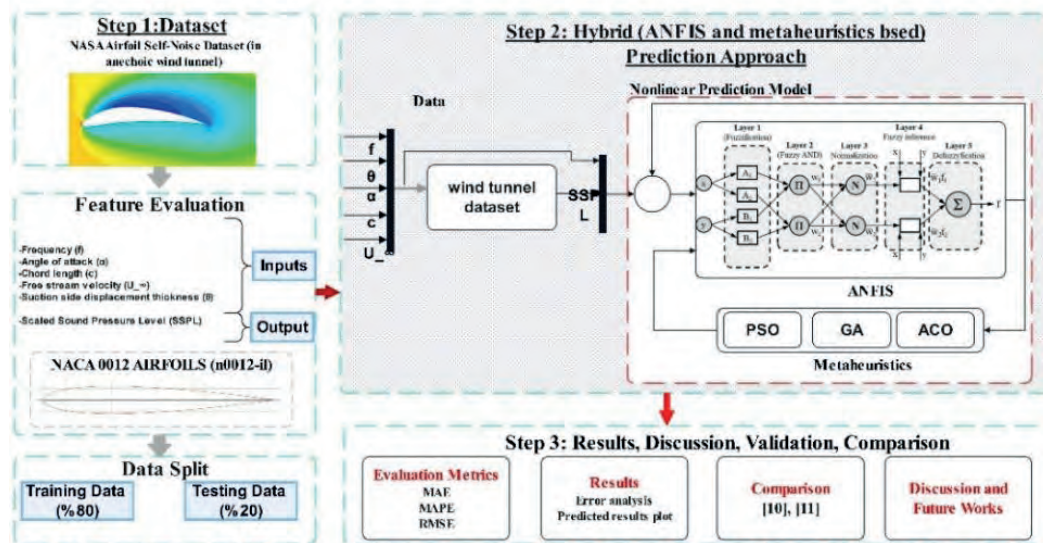 Step 1:Dataset
NASA Airfoil Self-Noise Dataset (in
anechoic wind tunnel)
Feature Evaluation
-Frequency (f)
-Angle of attack (α)
-Chord length (c)
-Free stream velocity (U_∞)
-Suction side displacement thickness (θ)
Inputs
-Scaled Sound Pressure Level (SSPL)
Output
NACA 0012 AIRFOILS (n0012-il)
Data Split
Training Data
(%80)
Testing Data
(%20)
Step 2: Hybrid (ANFIS and metaheuristics bsed)
Prediction Approach
Data
f
θ
α
c
U_∞
wind tunnel
dataset
SSP
L
Nonlinear Prediction Model
Layer 1
(Fuzzification)
Layer 2
(Fuzzy AND)
Layer 3
Normalization
Layer 4
Fuzzy inference
Layer 5
Defuzzyfication
x
y
A₁
A₂
B₁
B₂
Π
Π
N
N
x
y
x
y
Σ
f
ANFIS
PSO
GA
ACO
Metaheuristics
Step 3: Results, Discussion, Validation, Comparison
Evaluation Metrics
MAE
MAPE
RMSE
Results
Error analysis
Predicted results plot
Comparison
[10], [11]
Discussion and
Future Works